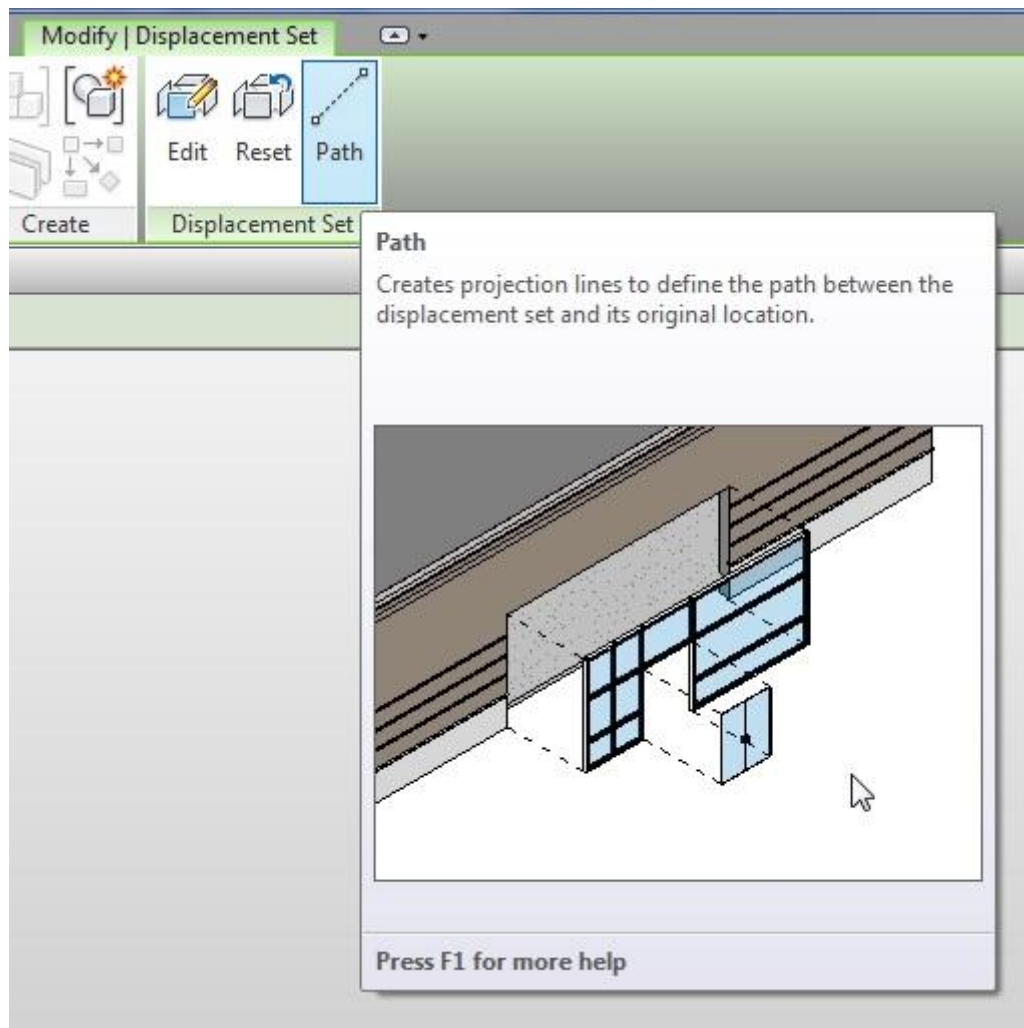 Modify | Displacement Set
Edit Reset Path
Create Displacement Set
Path
Creates projection lines to define the path between the
displacement set and its original location.
Press F1 for more help